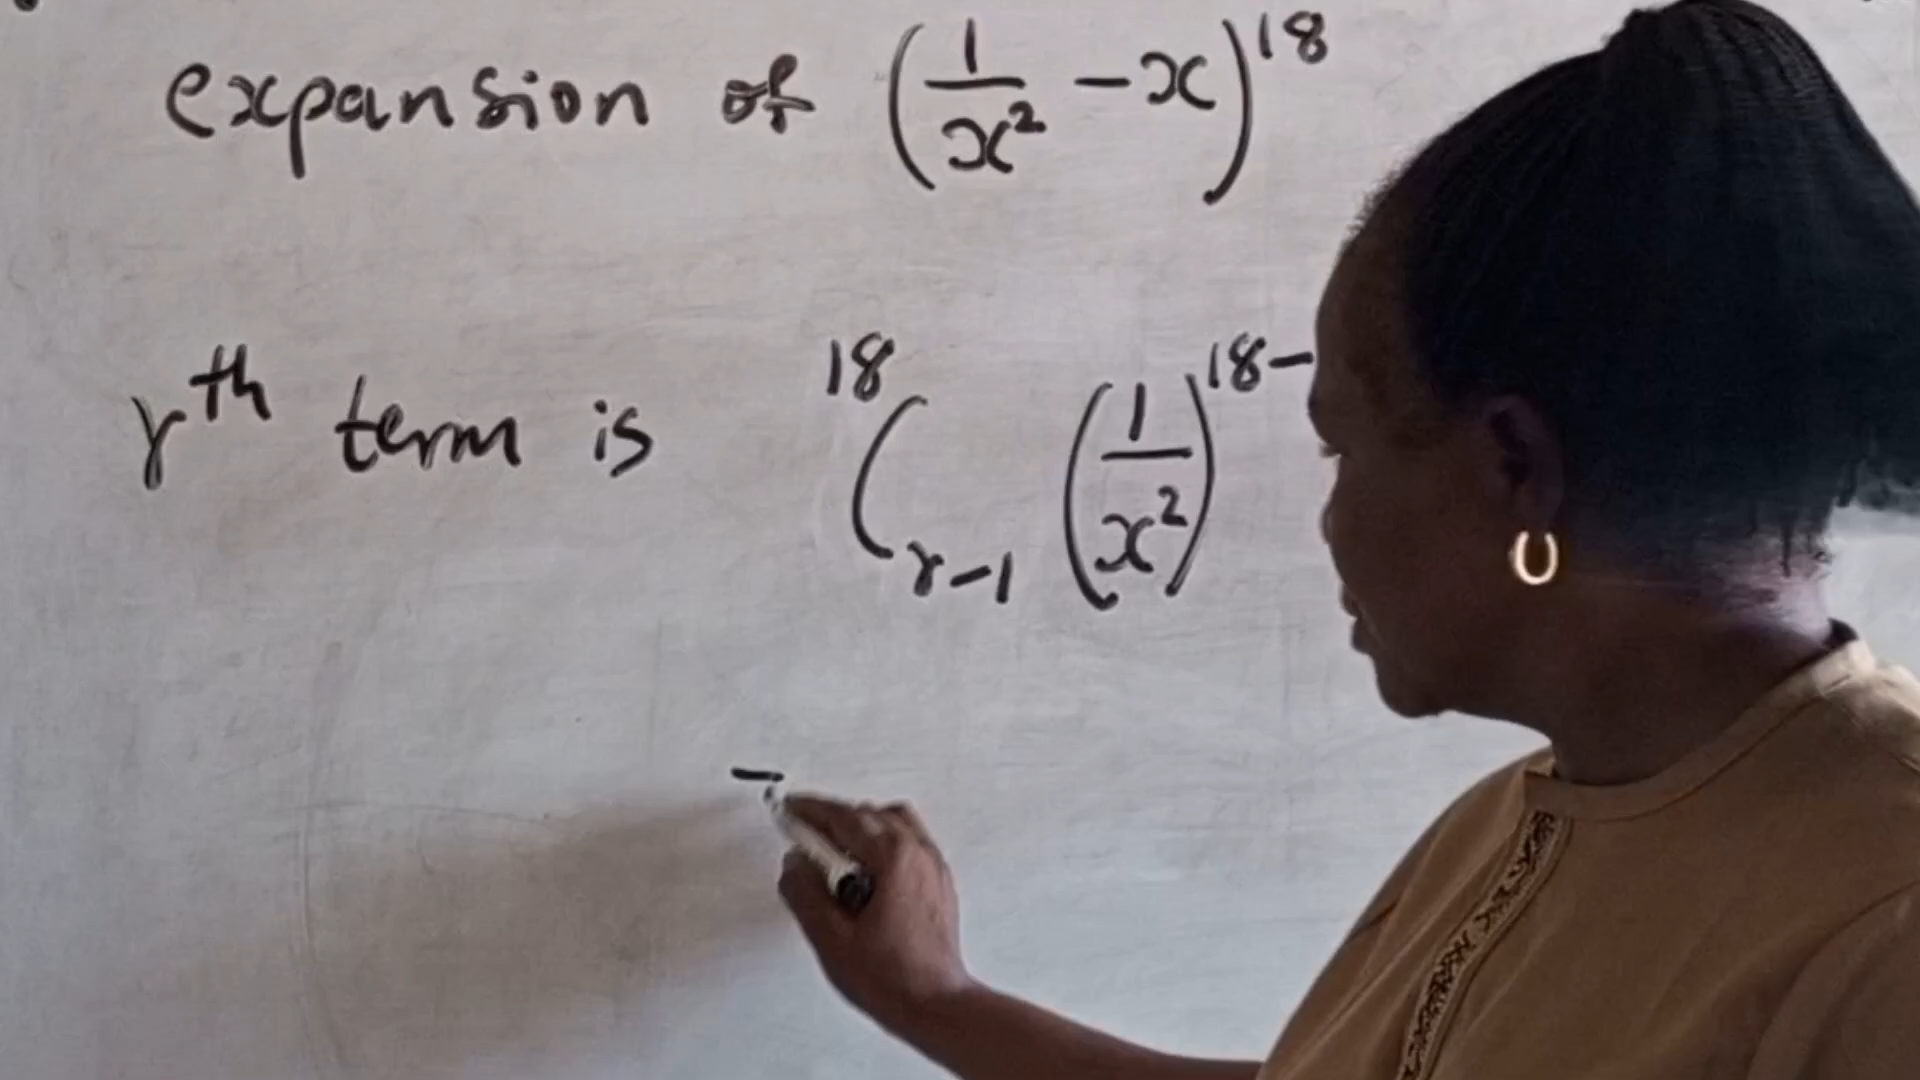 expansion of (1/x² - x)¹⁸
rᵗʰ term is ¹⁸C_{r-1} (1/x²)¹⁸⁻
=